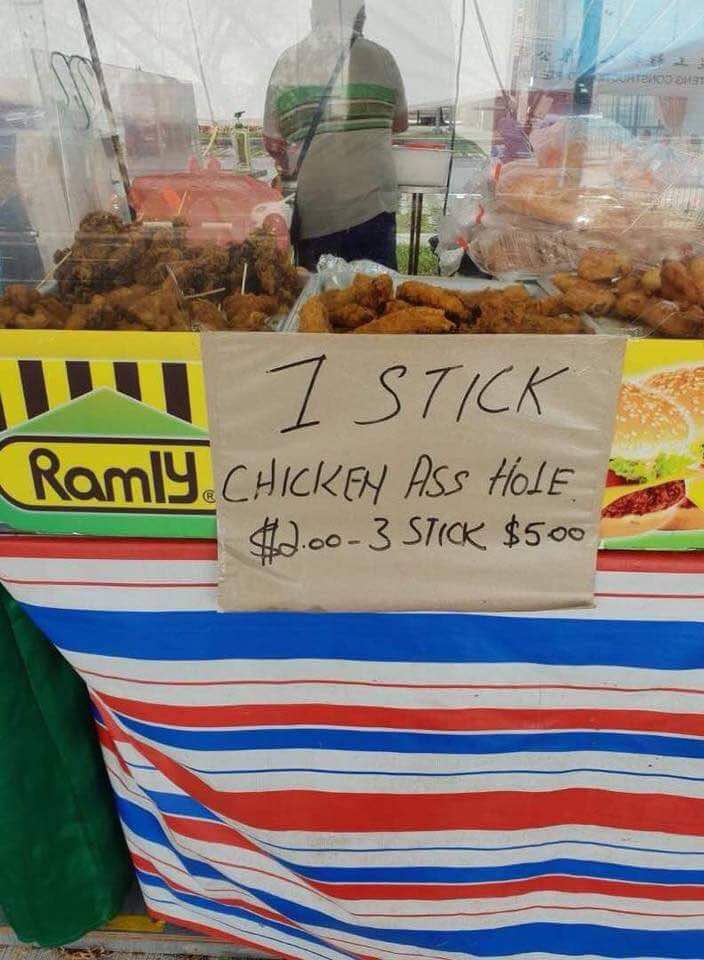 Ramly®
1 STICK
CHICKEN ASS HOLE.
$2.00-3 STICK $5.00